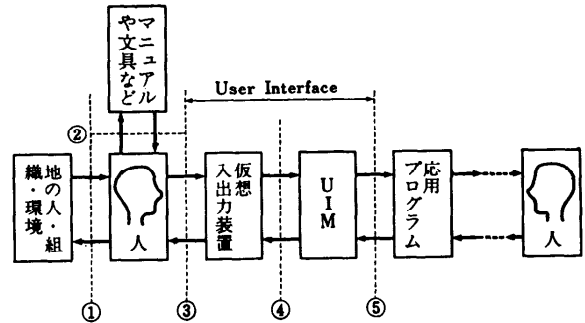 マニュアル
や文具など
User Interface
②
地の人・組
織・環境
人
仮想
入出力装置
UIM
応用
プログラム
人
①
③
④
⑤